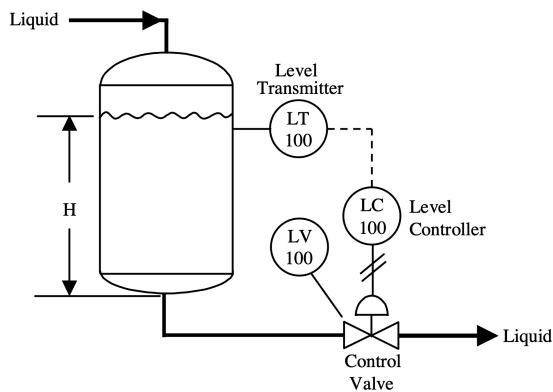 Liquid
Level
Transmitter
LT
100
H
LC
100
Level
Controller
LV
100
Liquid
Control
Valve